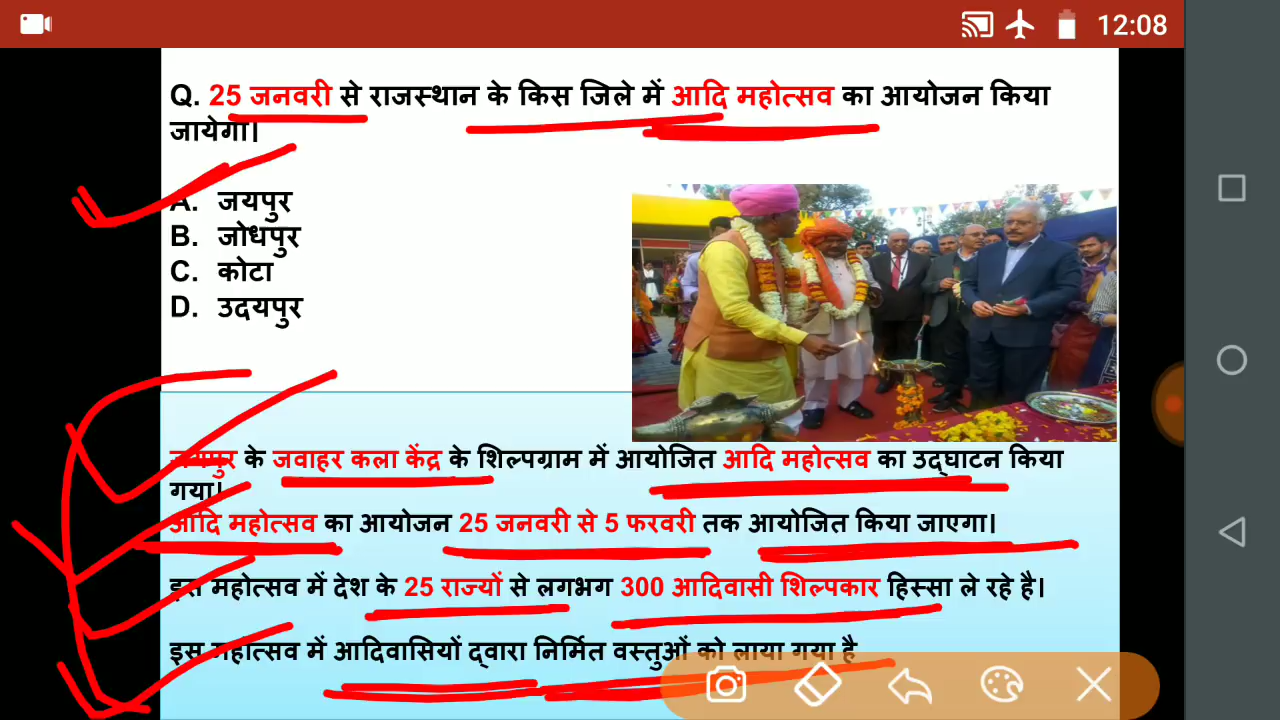 12:08
Q. 25 जनवरी से राजस्थान के किस जिले में आदि महोत्सव का आयोजन किया
जायेगा।
A. जयपुर
B. जोधपुर
C. कोटा
D. उदयपुर
जयपुर के जवाहर कला केंद्र के शिल्पग्राम में आयोजित आदि महोत्सव का उद्घाटन किया
गया।
आदि महोत्सव का आयोजन 25 जनवरी से 5 फरवरी तक आयोजित किया जाएगा।
इस महोत्सव में देश के 25 राज्यों से लगभग 300 आदिवासी शिल्पकार हिस्सा ले रहे है।
इस महोत्सव में आदिवासियों द्वारा निर्मित वस्तुओं को लाया गया है